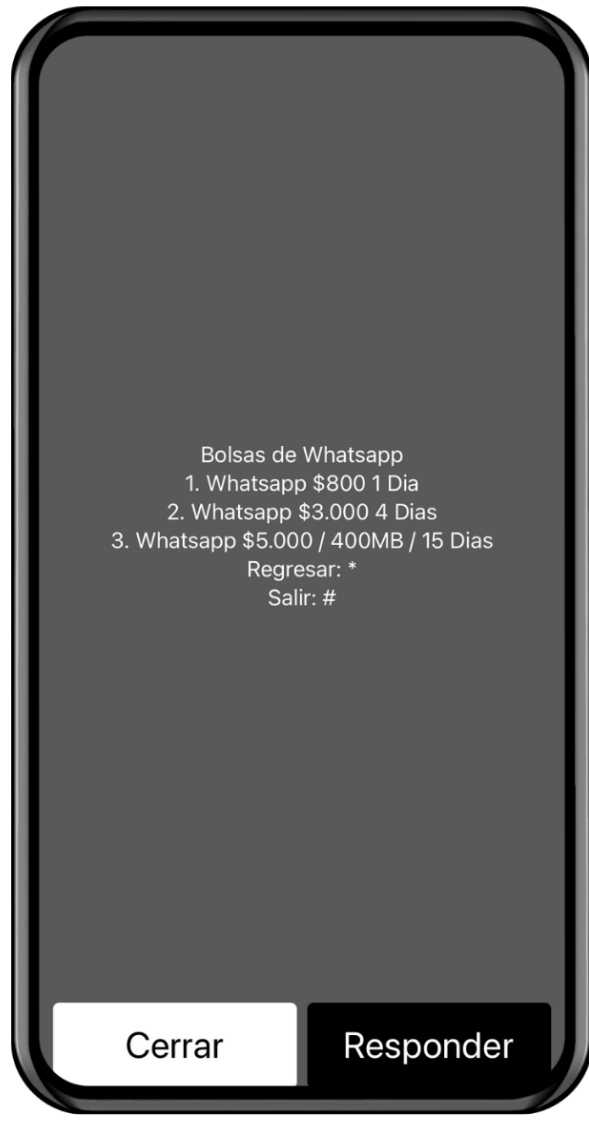 Bolsas de Whatsapp
1. Whatsapp $800 1 Dia
2. Whatsapp $3.000 4 Dias
3. Whatsapp $5.000 / 400MB / 15 Dias
Regresar: *
Salir: #
Cerrar
Responder